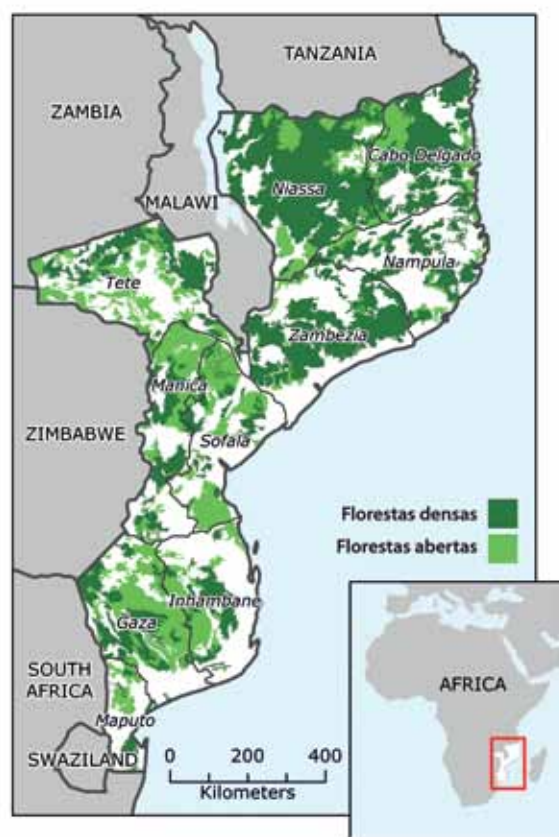 TANZANIA
ZAMBIA
Cabo Delgado
Niassa
MALAWI
Nampula
Tete
Zambezia
Manica
ZIMBABWE
Sofala
Florestas densas
Florestas abertas
Inhambane
Gaza
SOUTH
AFRICA
AFRICA
Maputo
SWAZILAND
0 200 400
Kilometers